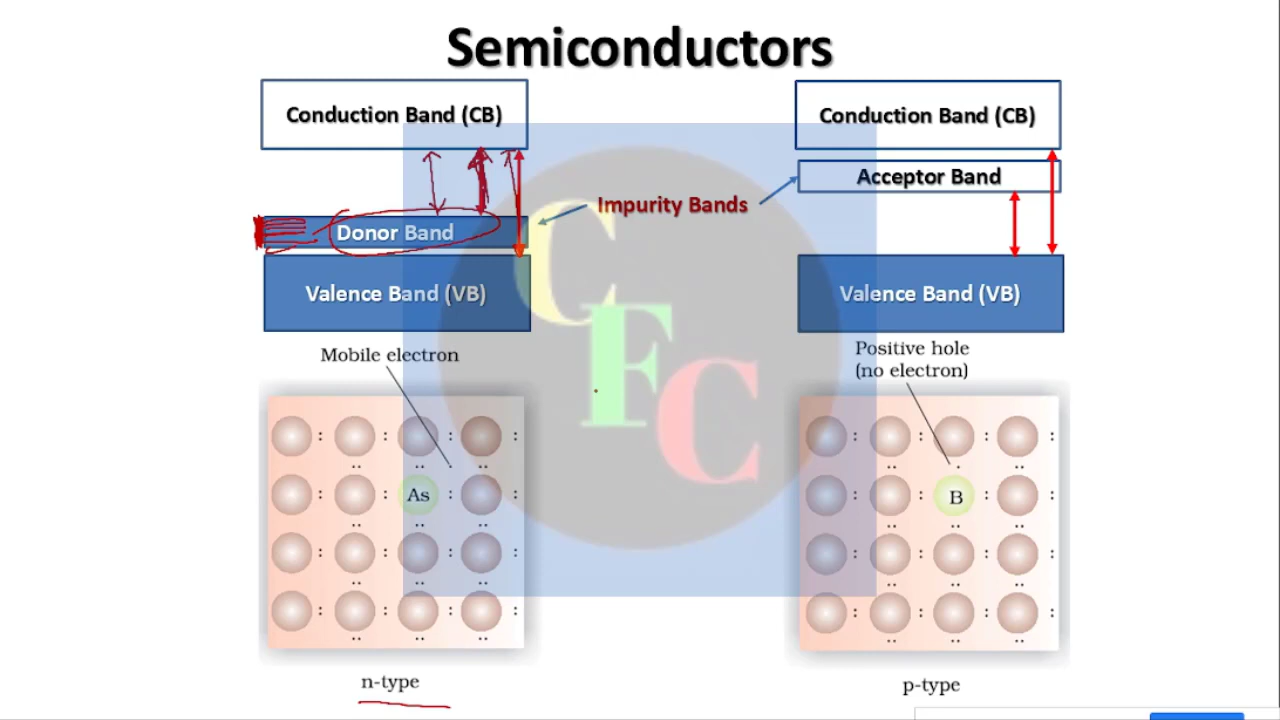 Semiconductors
Conduction Band (CB)
Conduction Band (CB)
Acceptor Band
Impurity Bands
Donor Band
Valence Band (VB)
Valence Band (VB)
Mobile electron
Positive hole
(no electron)
C
F
C
As
B
n-type
p-type